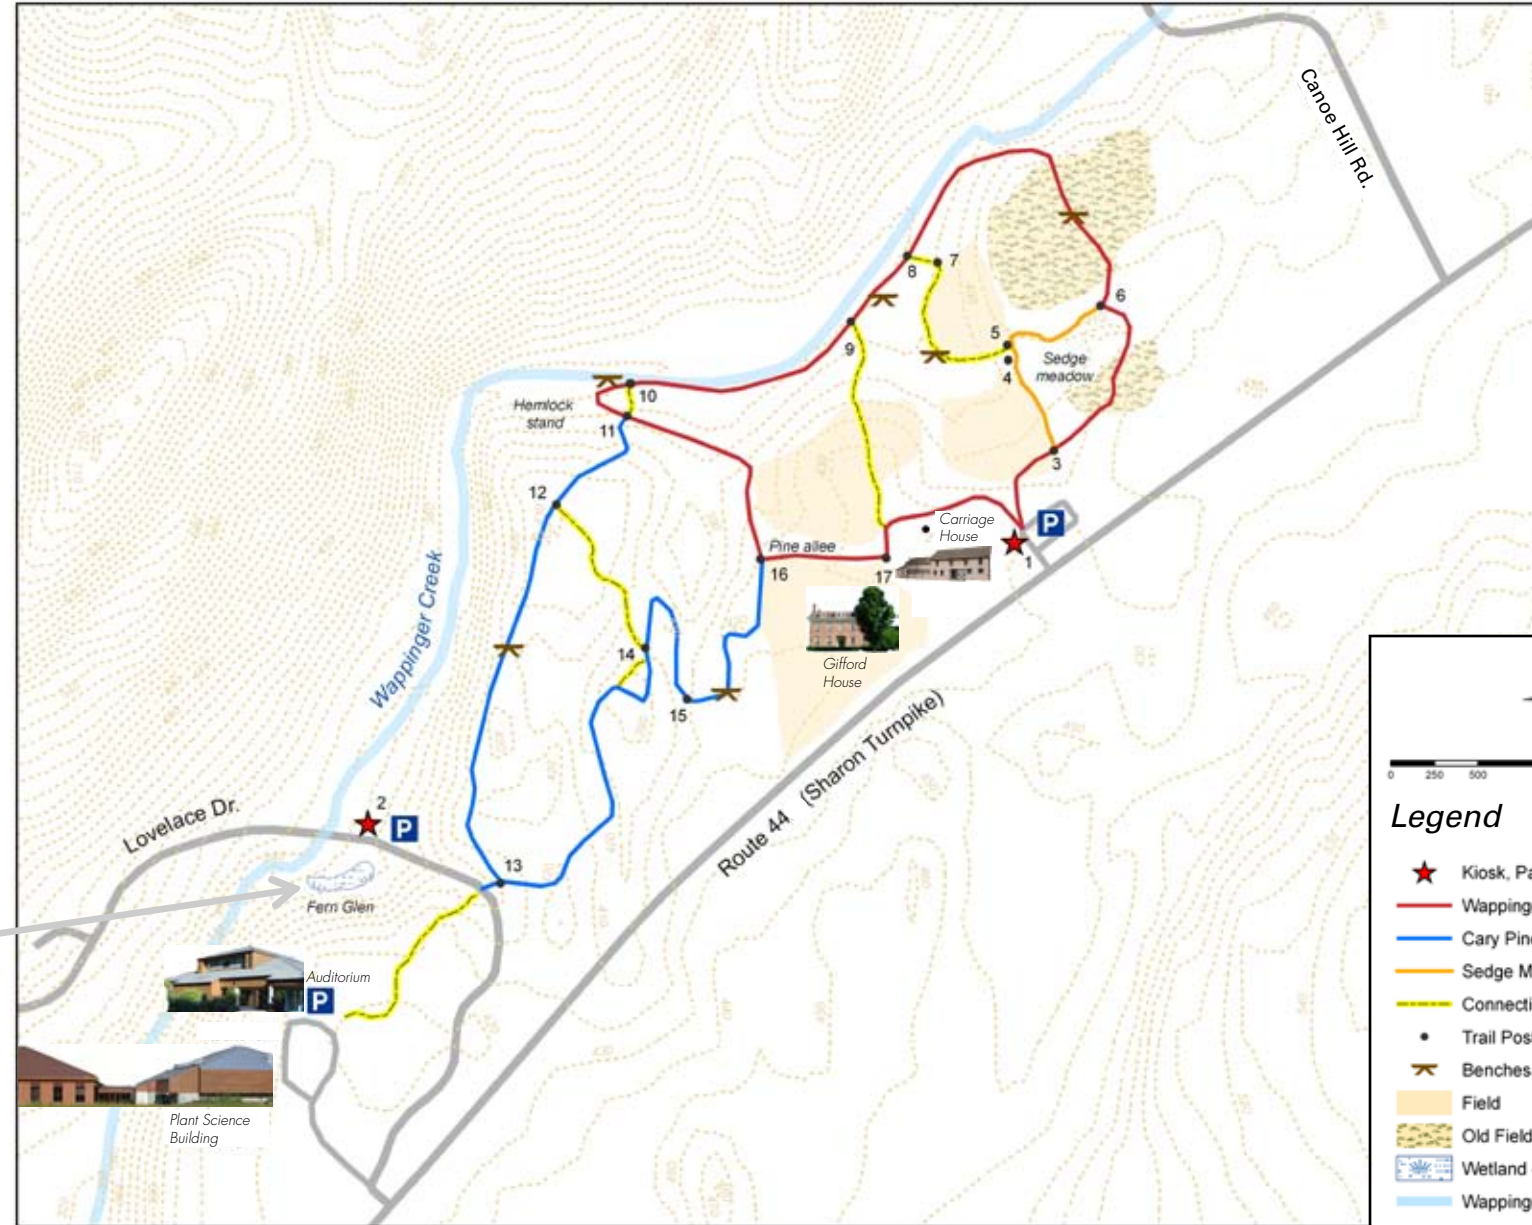 Canoe Hill Rd.
8
7
6
5
4
Sedge
meadow
9
10
Hemlock
stand
11
3
12
Carriage
House
P
1
Pine allee
16
17
Gifford
House
14
15
Wappinger Creek
Route 44 (Sharon Turnpike)
Lovelace Dr.
2
P
13
Fern Glen
Auditorium
P
Plant Science
Building
0 250 500
Legend
Kiosk, Pa
Wapping
Cary Pin
Sedge M
Connecti
Trail Pos
Benches
Field
Old Field
Wetland
Wapping